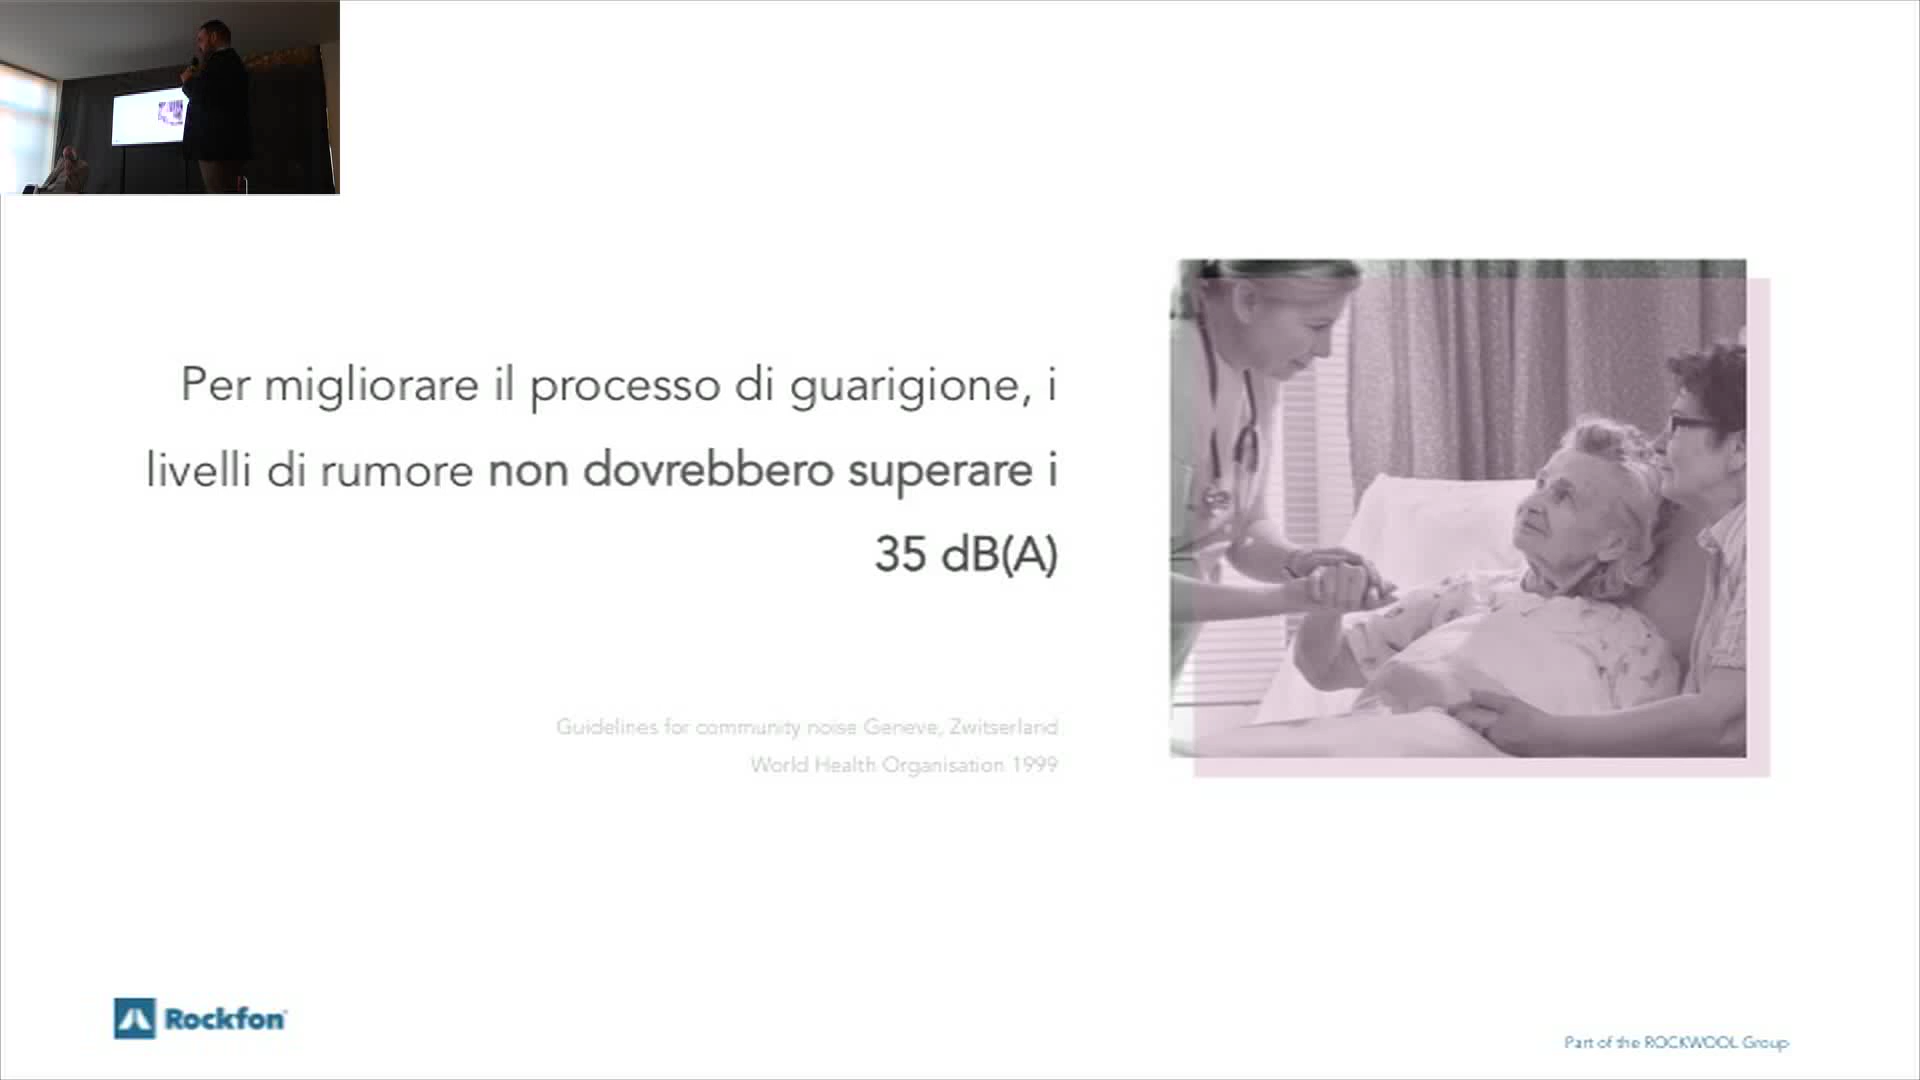 Per migliorare il processo di guarigione, i
livelli di rumore non dovrebbero superare i
35 dB(A)
Guidelines for community noise Geneve, Zwitserland
World Health Organisation 1999
Rockfon
Part of the ROCKWOOL Group